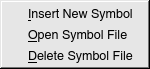 Insert New Symbol
Open Symbol File
Delete Symbol File